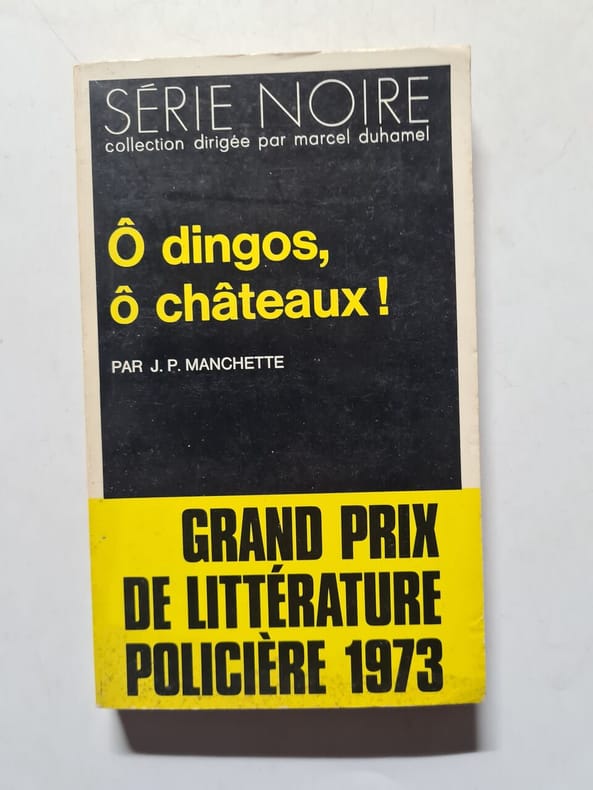 SÉRIE NOIRE
collection dirigée par marcel duhamel
Ô dingos,
ô châteaux !
PAR J. P. MANCHETTE
GRAND PRIX
DE LITTÉRATURE
POLICIÈRE 1973